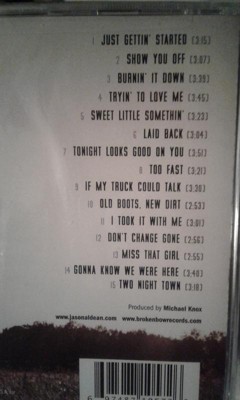 1 JUST GETTIN' STARTED (3:15)
2 SHOW YOU OFF (3:07)
3 BURNIN' IT DOWN (3:39)
4 TRYIN' TO LOVE ME (3:45)
5 SWEET LITTLE SOMETHIN' (3:23)
6 LAID BACK (3:04)
7 TONIGHT LOOKS GOOD ON YOU (3:51)
8 TOO FAST (3:21)
9 IF MY TRUCK COULD TALK (3:20)
10 OLD BOOTS, NEW DIRT (2:53)
11 I TOOK IT WITH ME (3:01)
12 DON'T CHANGE GONE (2:56)
13 MISS THAT GIRL (2:55)
14 GONNA KNOW WE WERE HERE (3:40)
15 TWO NIGHT TOWN (3:18)
Produced by Michael Knox
www.jasonaldean.com www.brokenbowrecords.com